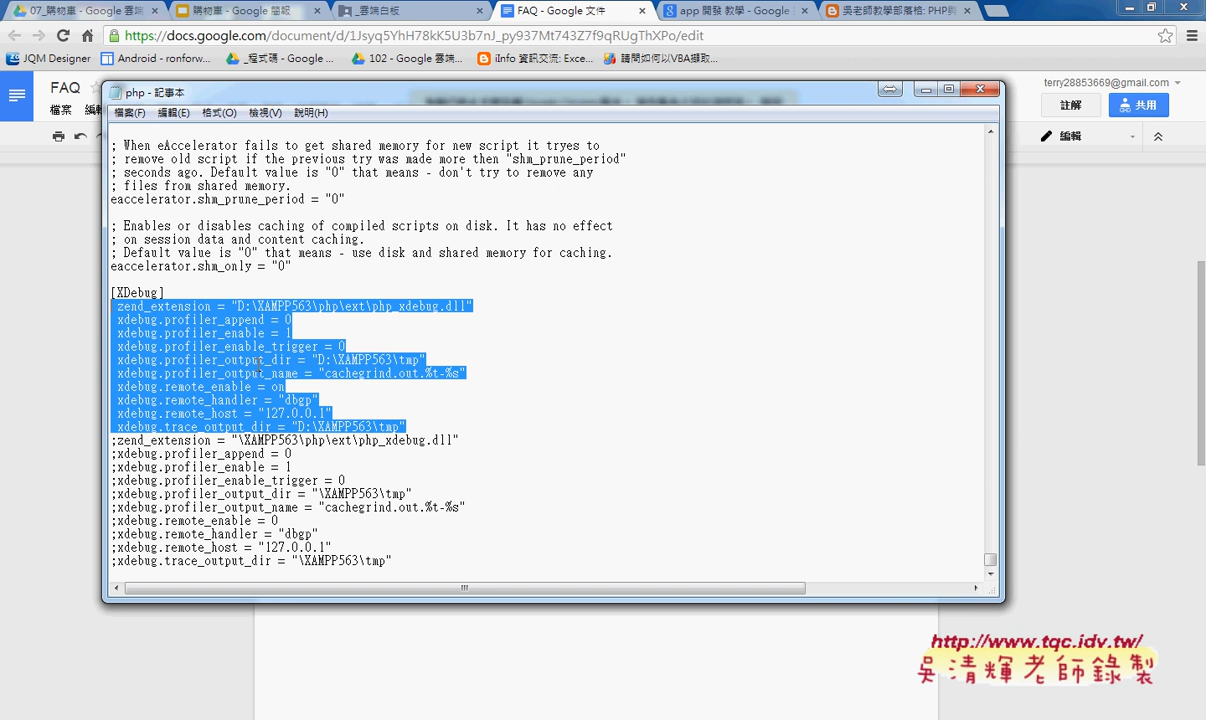 07_購物車 - Google 雲端
購物車 - Google 簡報
_雲端白板
FAQ - Google 文件
app 開發 教學 - Google
吳老師教學部落格: PHP與
https://docs.google.com/document/d/1Jsyq5YhH78kK5U3b7nJ_py937Mt743Z7f9qRUgThXPo/edit
JQM Designer
Android - ronforw...
_程式碼 - Google ...
102 - Google 雲端...
iInfo 資訊交流: Exce...
請問如何以VBA擷取...
FAQ
terry28853669@gmail.com
檔案
編輯
註解
共用
編輯
php - 記事本
檔案(F) 編輯(E) 格式(O) 檢視(V) 說明(H)
; When eAccelerator fails to get shared memory for new script it tryes to
; remove old script if the previous try was made more then "shm_prune_period"
; seconds ago. Default value is "0" that means - don't try to remove any
; files from shared memory.
eaccelerator.shm_prune_period = "0"
; Enables or disables caching of compiled scripts on disk. It has no effect
; on session data and content caching.
; Default value is "0" that means - use disk and shared memory for caching.
eaccelerator.shm_only = "0"
[XDebug]
zend_extension = "D:\XAMPP563\php\ext\php_xdebug.dll"
xdebug.profiler_append = 0
xdebug.profiler_enable = 1
xdebug.profiler_enable_trigger = 0
xdebug.profiler_output_dir = "D:\XAMPP563\tmp"
xdebug.profiler_output_name = "cachegrind.out.%t-%s"
xdebug.remote_enable = on
xdebug.remote_handler = "dbgp"
xdebug.remote_host = "127.0.0.1"
xdebug.trace_output_dir = "D:\XAMPP563\tmp"
;zend_extension = "\XAMPP563\php\ext\php_xdebug.dll"
;xdebug.profiler_append = 0
;xdebug.profiler_enable = 1
;xdebug.profiler_enable_trigger = 0
;xdebug.profiler_output_dir = "\XAMPP563\tmp"
;xdebug.profiler_output_name = "cachegrind.out.%t-%s"
;xdebug.remote_enable = 0
;xdebug.remote_handler = "dbgp"
;xdebug.remote_host = "127.0.0.1"
;xdebug.trace_output_dir = "\XAMPP563\tmp"
http://www.tqc.idv.tw/
吳清輝老師錄製